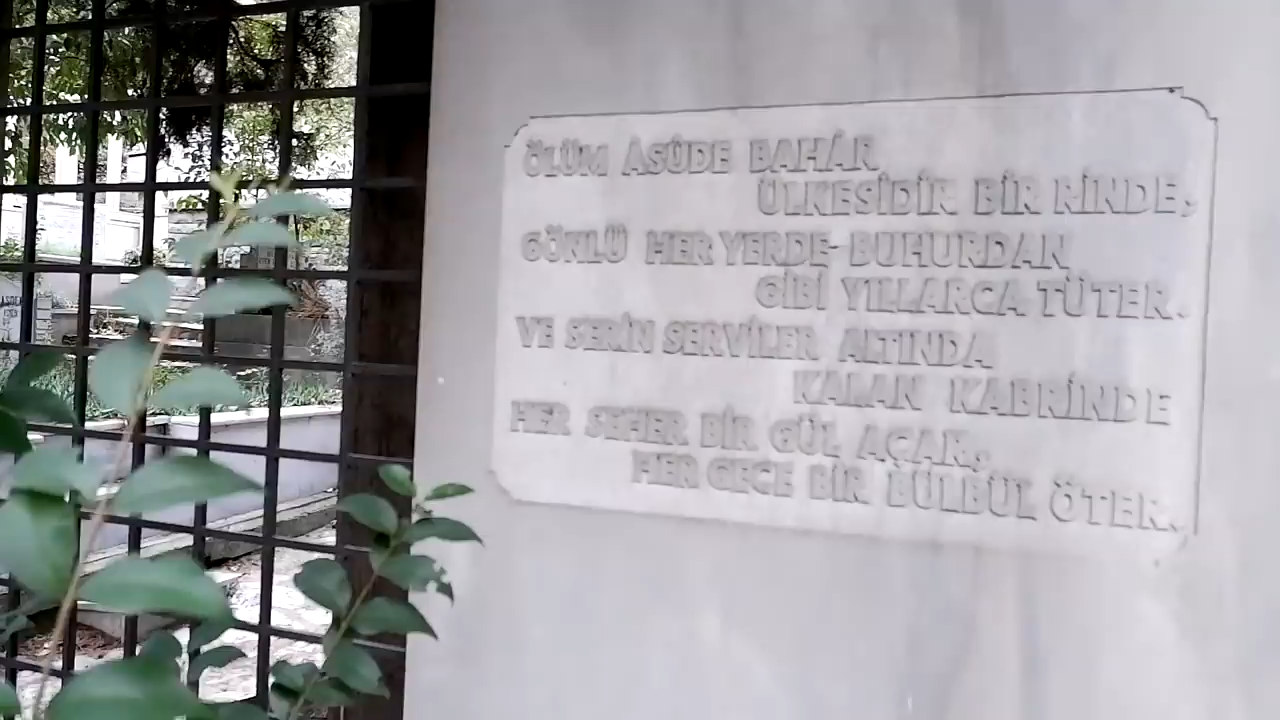 ÖLÜM ÂSÛDE BAHÂR
ÜLKESİDİR BİR RİNDE,
GÖNLÜ HER YERDE BUHURDAN
GİBİ YILLARCA TÜTER.
VE SERİN SERVİLER ALTINDA
KALAN KABRİNDE
HER SEHER BİR GÜL AÇAR,
HER GECE BİR BÜLBÜL ÖTER.